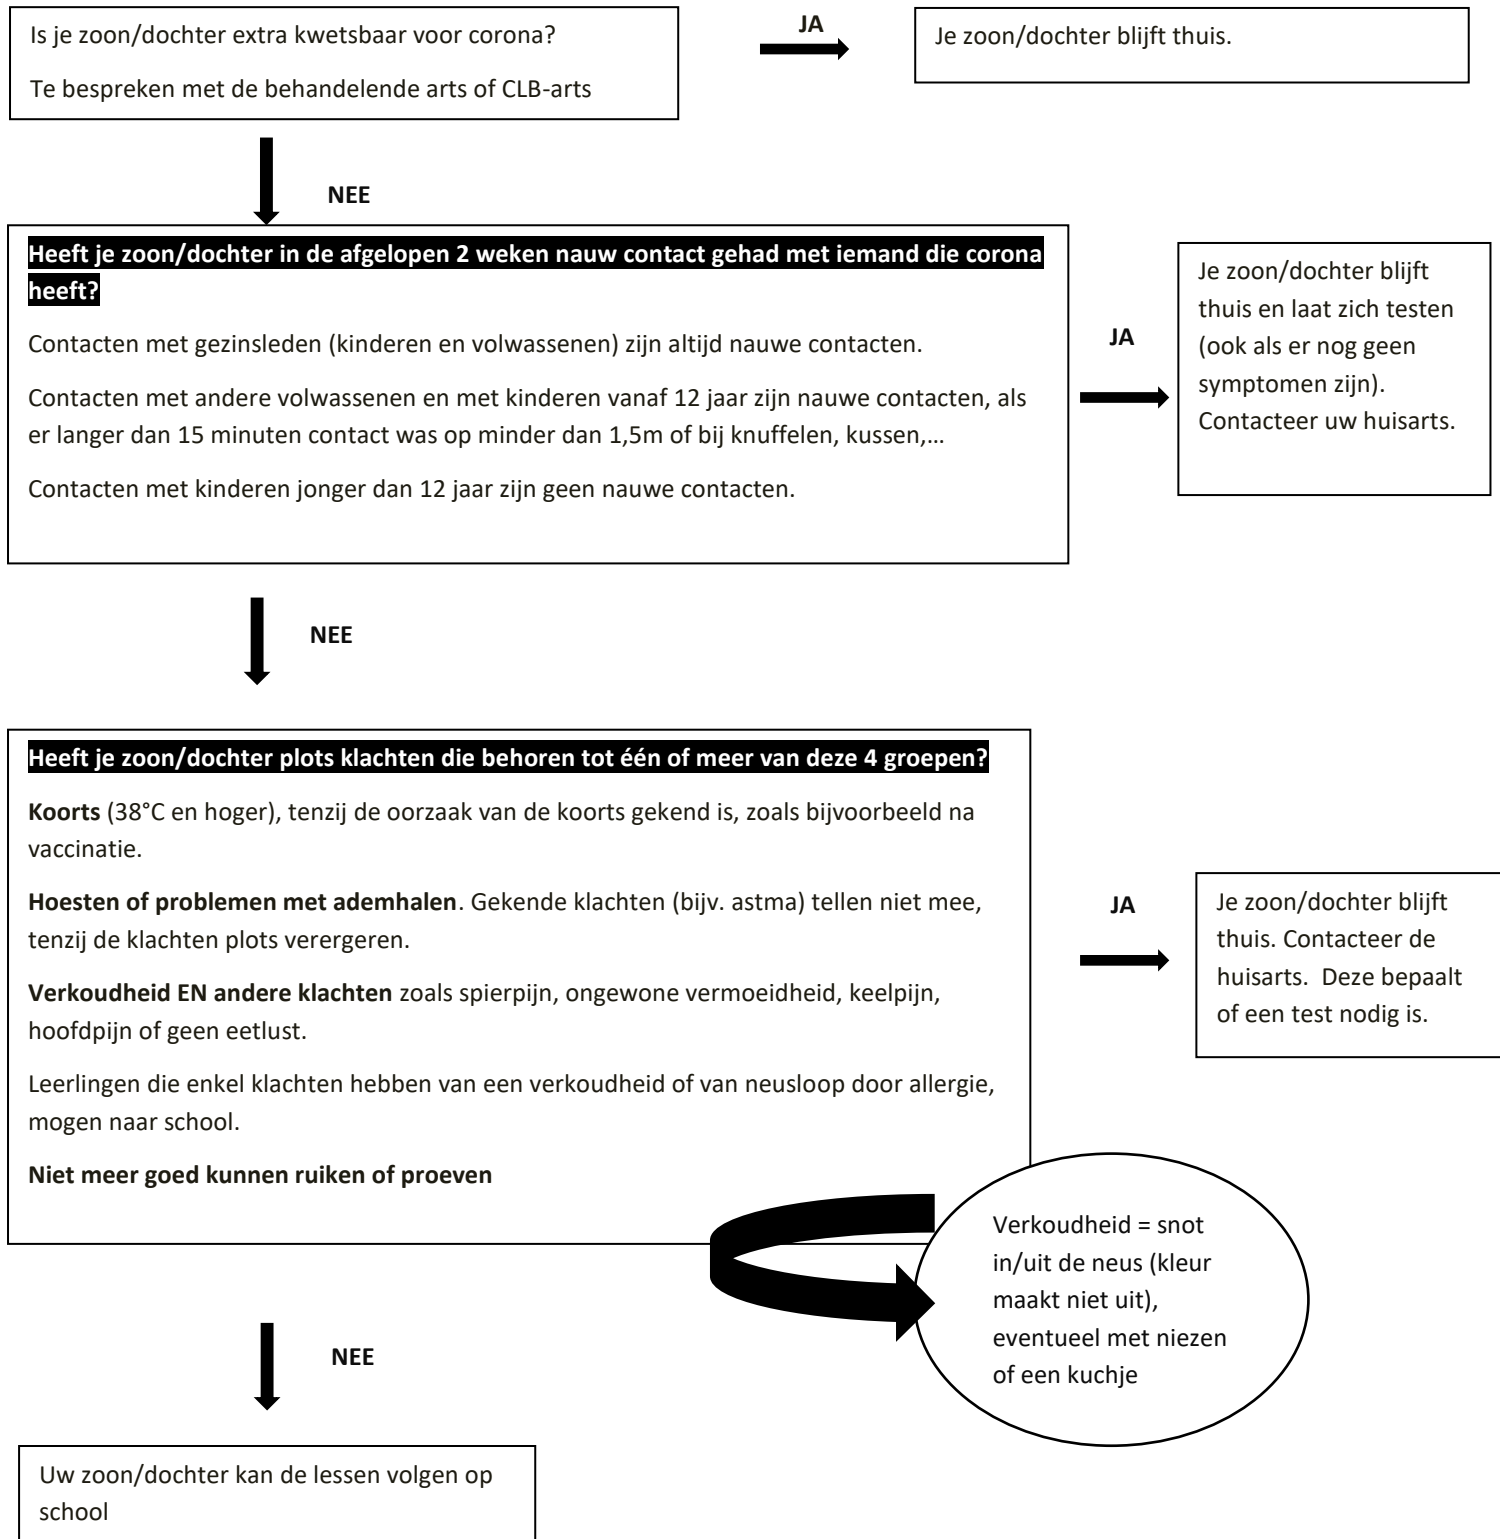 Is je zoon/dochter extra kwetsbaar voor corona?
Te bespreken met de behandelende arts of CLB-arts
JA
Je zoon/dochter blijft thuis.
NEE
Heeft je zoon/dochter in de afgelopen 2 weken nauw contact gehad met iemand die corona
heeft?
Contacten met gezinsleden (kinderen en volwassenen) zijn altijd nauwe contacten.
Contacten met andere volwassenen en met kinderen vanaf 12 jaar zijn nauwe contacten, als
er langer dan 15 minuten contact was op minder dan 1,5m of bij knuffelen, kussen,…
Contacten met kinderen jonger dan 12 jaar zijn geen nauwe contacten.
JA
Je zoon/dochter blijft
thuis en laat zich testen
(ook als er nog geen
symptomen zijn).
Contacteer uw huisarts.
NEE
Heeft je zoon/dochter plots klachten die behoren tot één of meer van deze 4 groepen?
Koorts (38°C en hoger), tenzij de oorzaak van de koorts gekend is, zoals bijvoorbeeld na
vaccinatie.
Hoesten of problemen met ademhalen. Gekende klachten (bijv. astma) tellen niet mee,
tenzij de klachten plots verergeren.
Verkoudheid EN andere klachten zoals spierpijn, ongewone vermoeidheid, keelpijn,
hoofdpijn of geen eetlust.
Leerlingen die enkel klachten hebben van een verkoudheid of van neusloop door allergie,
mogen naar school.
Niet meer goed kunnen ruiken of proeven
JA
Je zoon/dochter blijft
thuis. Contacteer de
huisarts.  Deze bepaalt
of een test nodig is.
Verkoudheid = snot
in/uit de neus (kleur
maakt niet uit),
eventueel met niezen
of een kuchje
NEE
Uw zoon/dochter kan de lessen volgen op
school